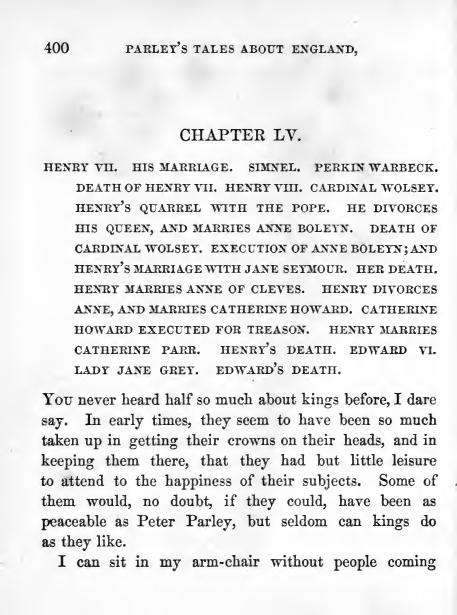 400 PARLEY'S TALES ABOUT ENGLAND,
CHAPTER LV.
HENRY VII. HIS MARRIAGE. SIMNEL. PERKIN WARBECK.
DEATH OF HENRY VII. HENRY VIII. CARDINAL WOLSEY.
HENRY'S QUARREL WITH THE POPE. HE DIVORCES
HIS QUEEN, AND MARRIES ANNE BOLEYN. DEATH OF
CARDINAL WOLSEY. EXECUTION OF ANNE BOLEYN; AND
HENRY'S MARRIAGE WITH JANE SEYMOUR. HER DEATH.
HENRY MARRIES ANNE OF CLEVES. HENRY DIVORCES
ANNE, AND MARRIES CATHERINE HOWARD. CATHERINE
HOWARD EXECUTED FOR TREASON. HENRY MARRIES
CATHERINE PARR. HENRY'S DEATH. EDWARD VI.
LADY JANE GREY. EDWARD'S DEATH.
YOU never heard half so much about kings before, I dare
say. In early times, they seem to have been so much
taken up in getting their crowns on their heads, and in
keeping them there, that they had but little leisure
to attend to the happiness of their subjects. Some of
them would, no doubt, if they could, have been as
peaceable as Peter Parley, but seldom can kings do
as they like.
I can sit in my arm-chair without people coming